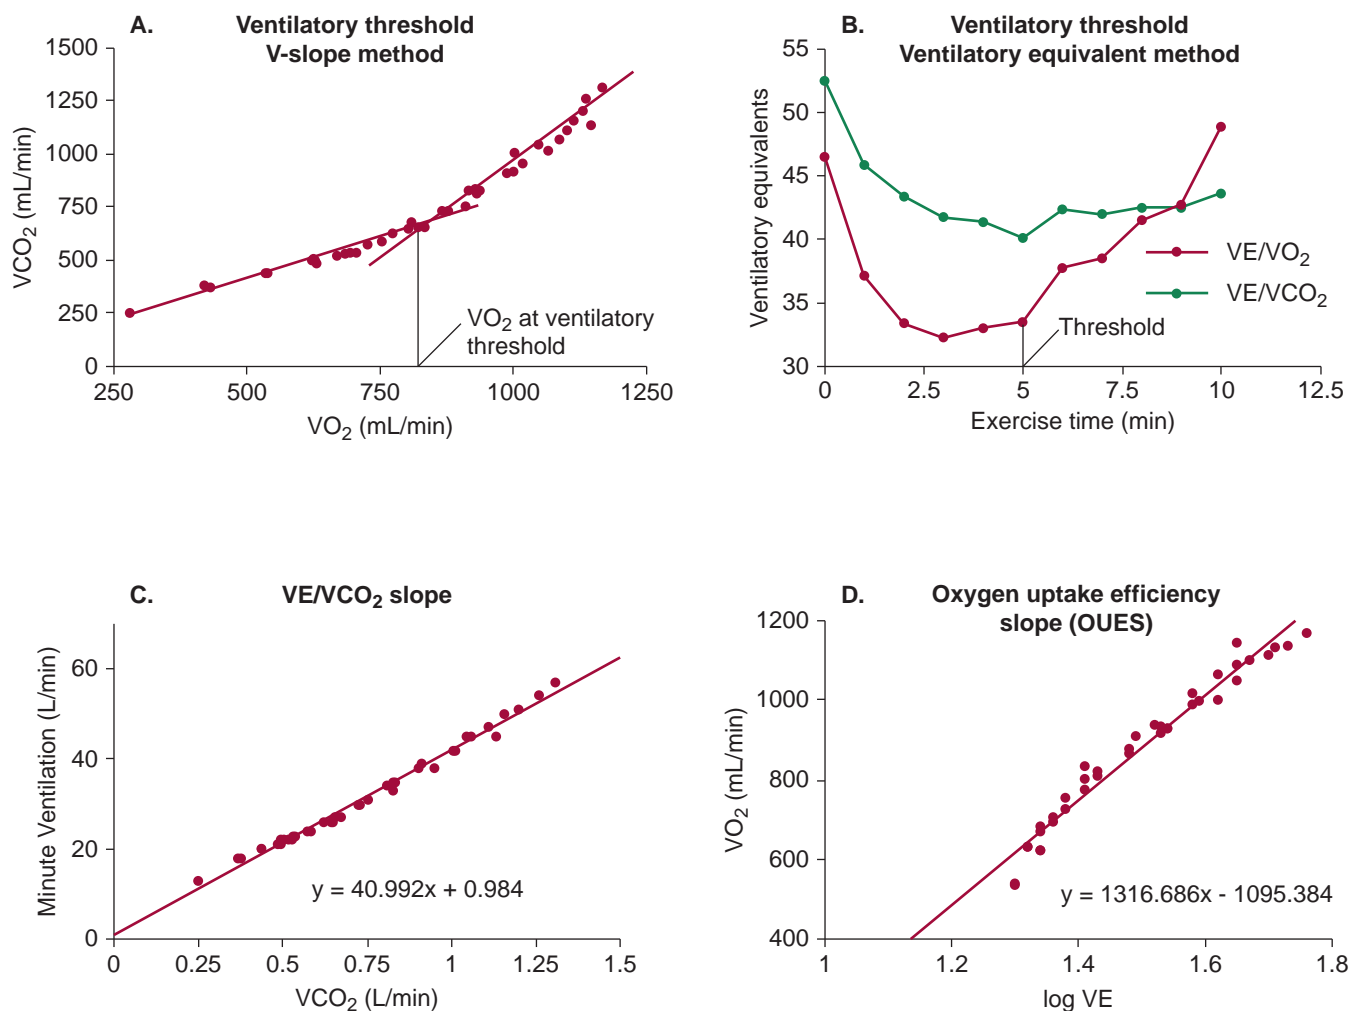 A.
Ventilatory threshold
V-slope method
1500
1250
1000
750
500
250
0
VCO₂ (mL/min)
VO₂ at ventilatory
threshold
250
500
750
1000
1250
VO₂ (mL/min)
B.
Ventilatory threshold
Ventilatory equivalent method
55
50
45
40
35
30
Ventilatory equivalents
VE/VO₂
VE/VCO₂
Threshold
0
2.5
5
7.5
10
12.5
Exercise time (min)
C.
VE/VCO₂ slope
60
40
20
0
Minute Ventilation (L/min)
y = 40.992x + 0.984
0
0.25
0.5
0.75
1
1.25
1.5
VCO₂ (L/min)
D.
Oxygen uptake efficiency
slope (OUES)
1200
1000
800
600
400
VO₂ (mL/min)
y = 1316.686x - 1095.384
1
1.2
1.4
1.6
1.8
log VE